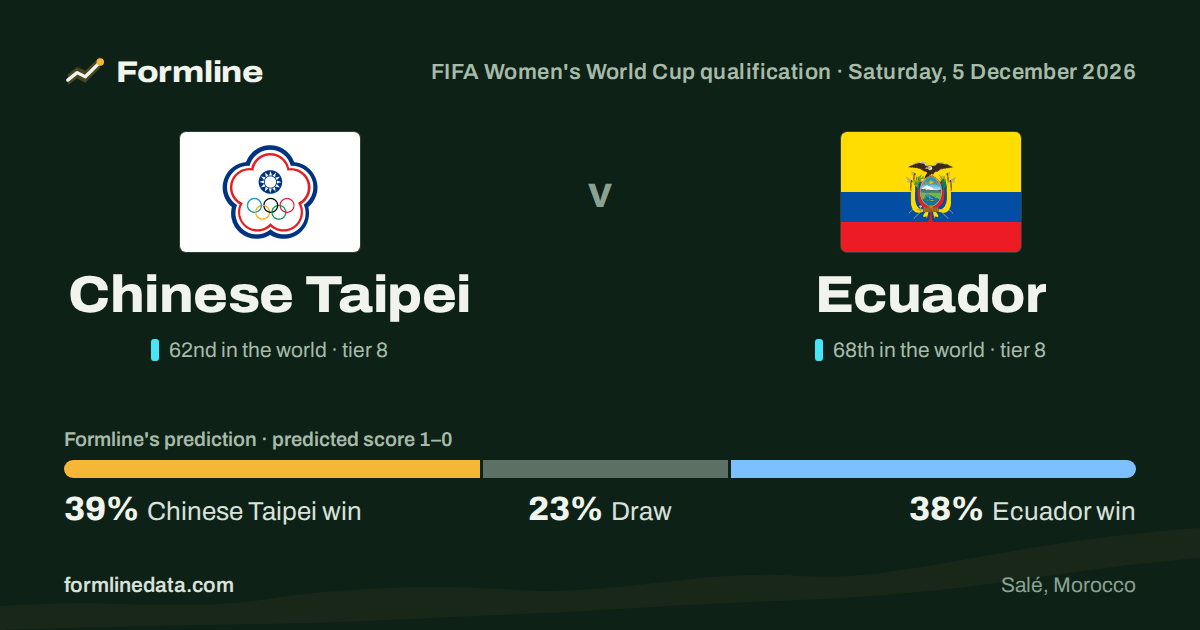 Formline
FIFA Women's World Cup qualification · Saturday, 5 December 2026
v
Chinese Taipei
Ecuador
62nd in the world · tier 8
68th in the world · tier 8
Formline's prediction · predicted score 1–0
39% Chinese Taipei win
23% Draw
38% Ecuador win
formlinedata.com
Salé, Morocco